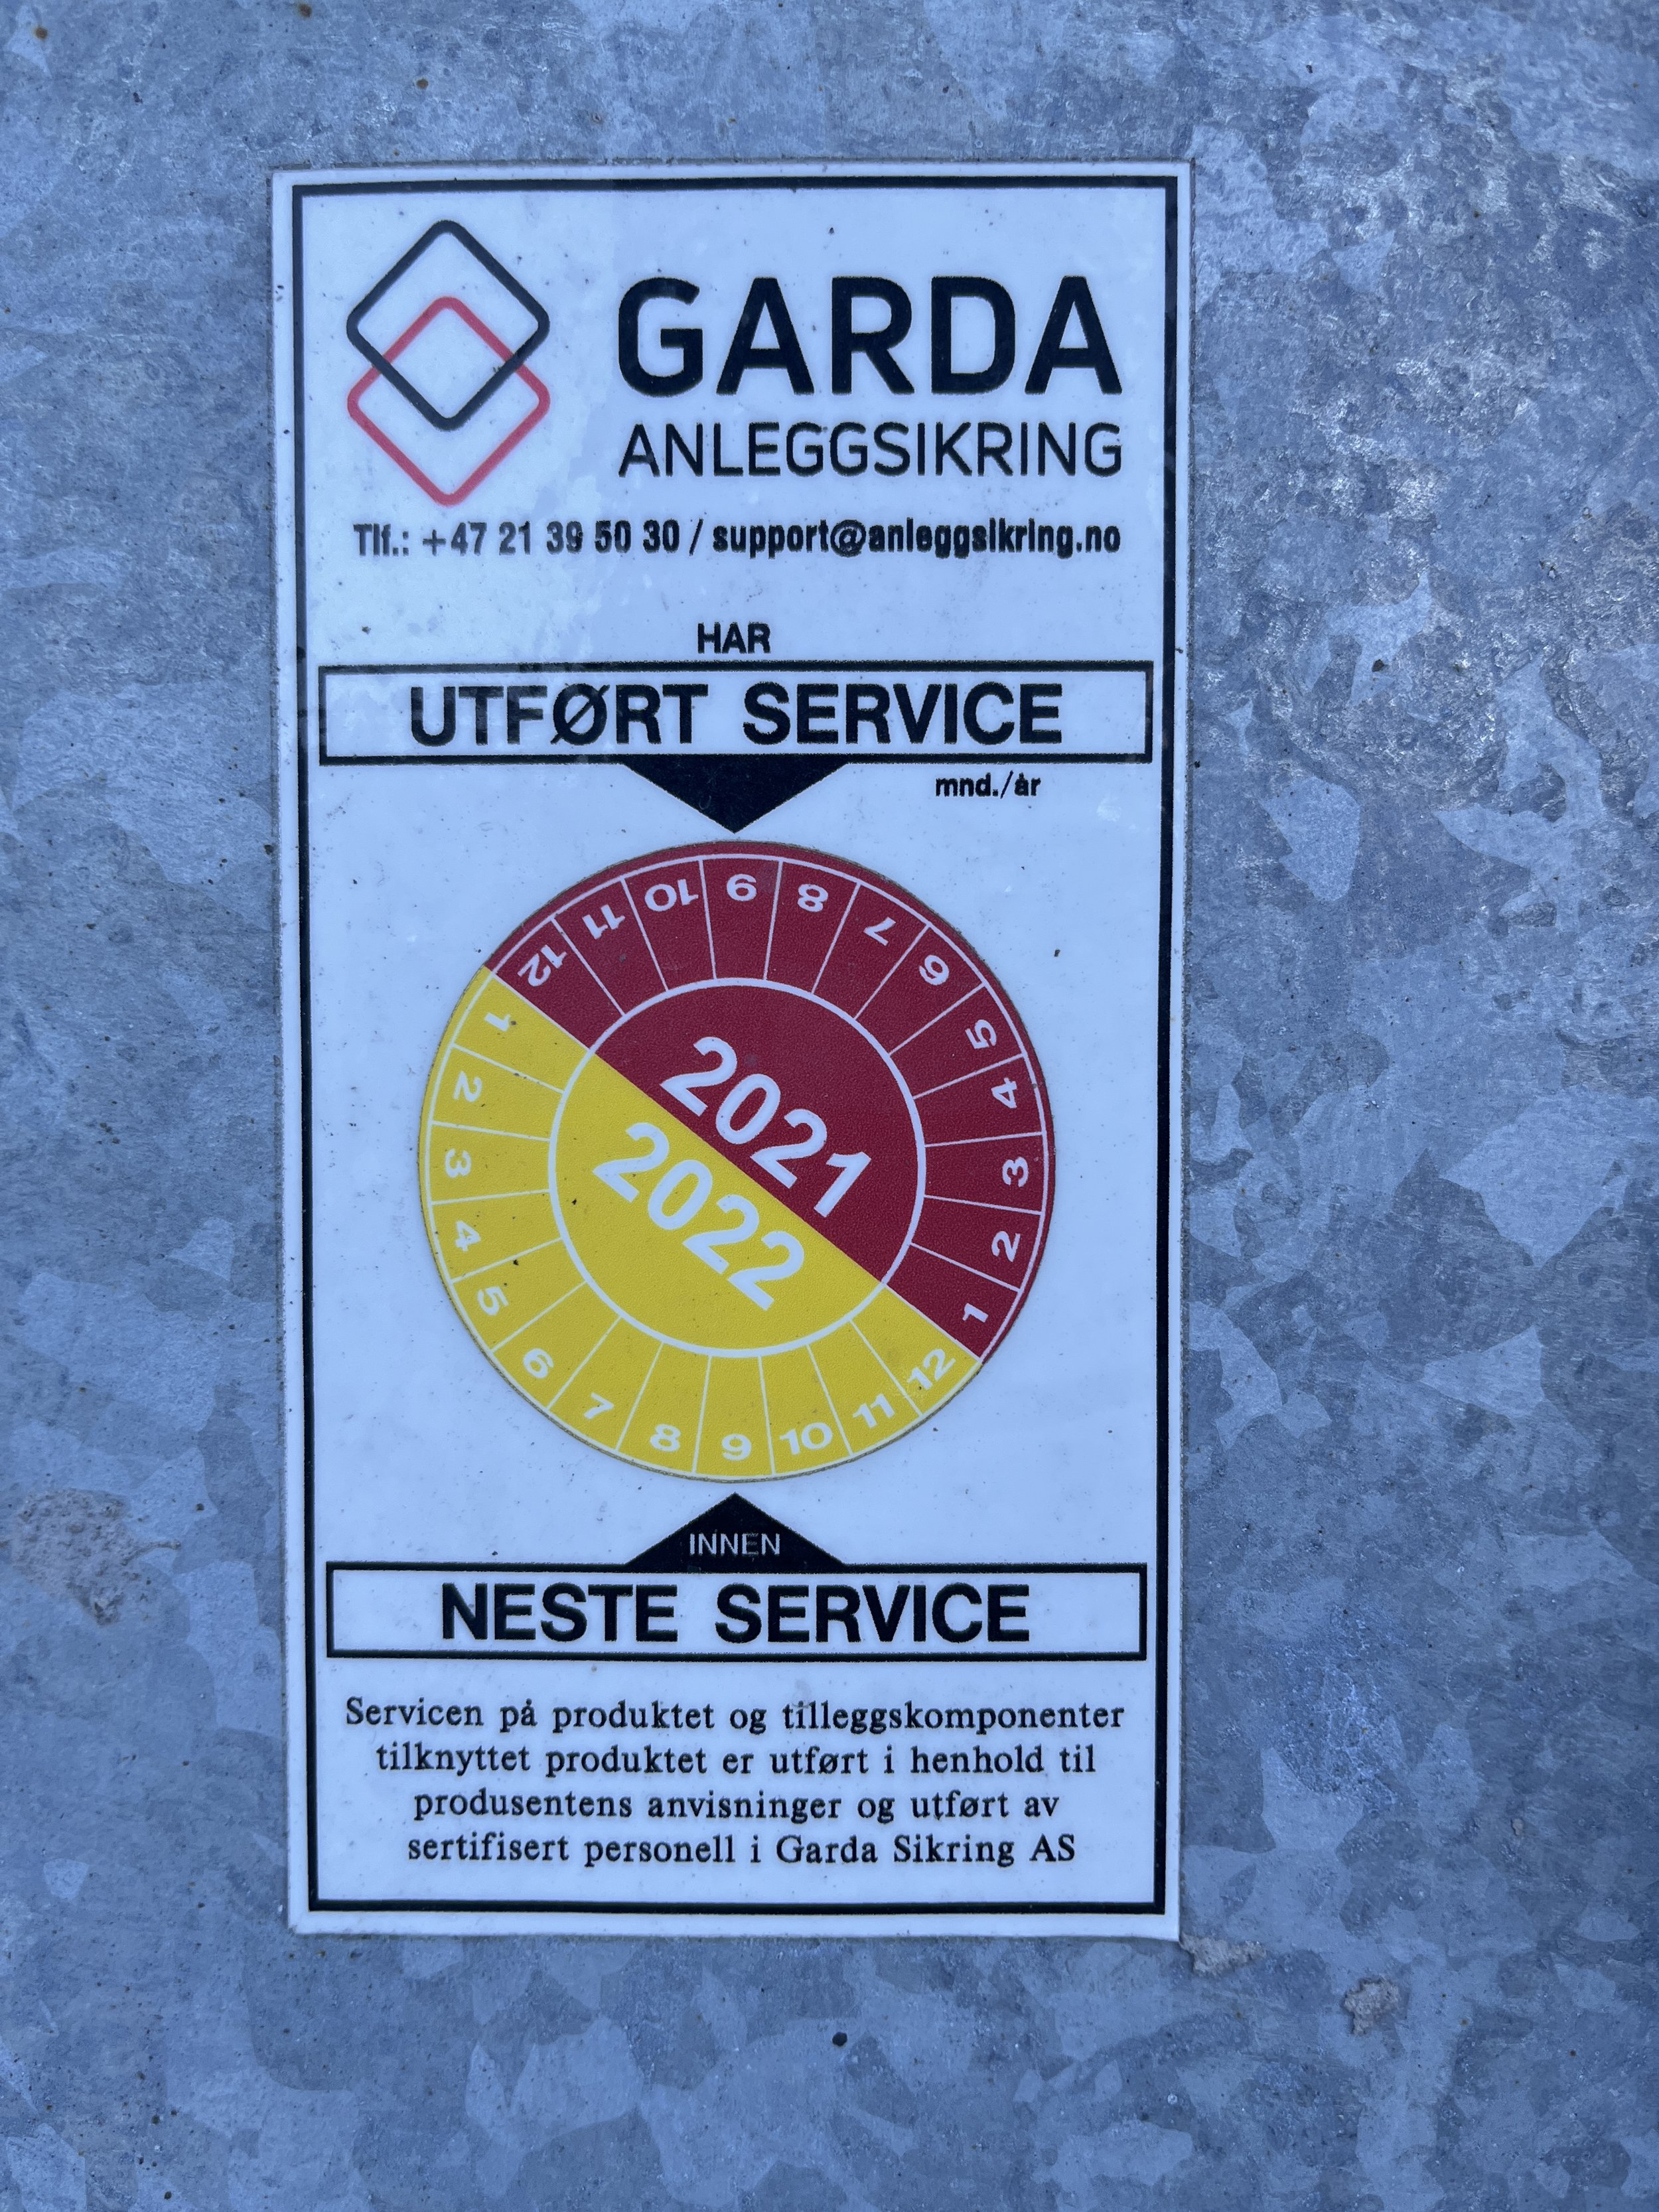 GARDA
ANLEGGSIKRING
Tlf.: +47 21 39 50 30 / support@anleggsikring.no
HAR
UTFØRT SERVICE
mnd./år
12 11 10 9 8 7 6 5 4 3 2 1
2021
2022
1 2 3 4 5 6 7 8 9 10 11 12
INNEN
NESTE SERVICE
Servicen på produktet og tilleggskomponenter
tilknyttet produktet er utført i henhold til
produsentens anvisninger og utført av
sertifisert personell i Garda Sikring AS